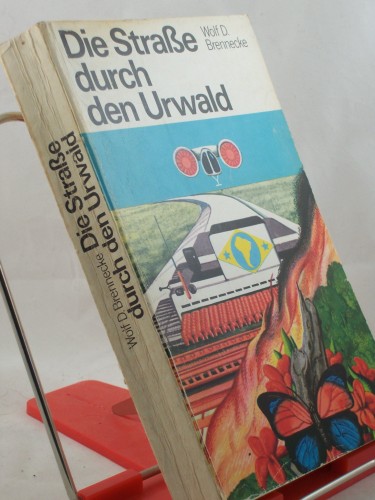 Die Straße
durch
den Urwald
Wolf D.
Brennecke
Wolf D. Brennecke Die Straße
durch den Urwald